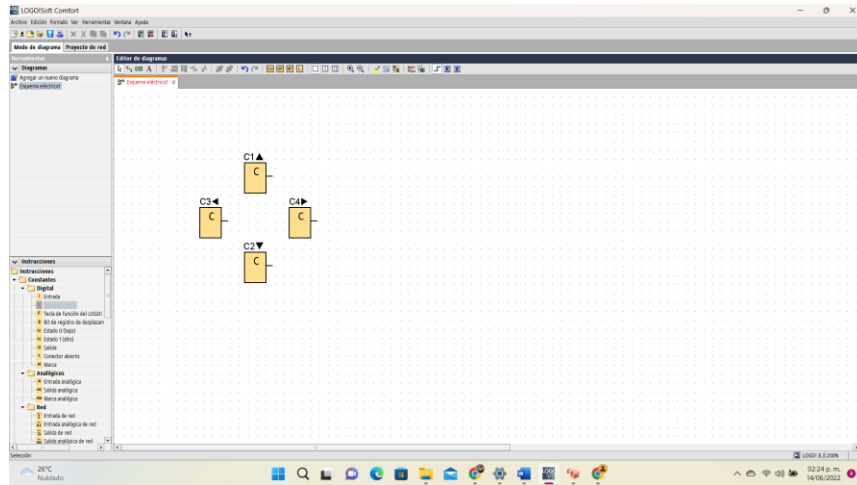 LOGO!Soft Comfort
Archivo Edición Formato Ver Herramientas Ventana Ayuda
Modo de diagrama Proyecto de red
Herramientas
Editor de diagramas
Diagramas
Agregar un nuevo diagrama
Esquema eléctrico1
Esquema eléctrico1
C1▲
C
C3◀
C
C4▶
C
C2▼
C
Instrucciones
Instrucciones
Constantes
Digital
Entrada
Tecla de función del LOGO!
Bit de registro de desplazam
Estado 0 (bajo)
Estado 1 (alto)
Salida
Conector abierto
Marca
Analógicos
Entrada analógica
Salida analógica
Marca analógica
Red
Entrada de red
Entrada analógica de red
Salida de red
Salida analógica de red
Selección
LOGO! 8.3|200%
26°C
Nublado
02:24 p. m.
14/06/2022